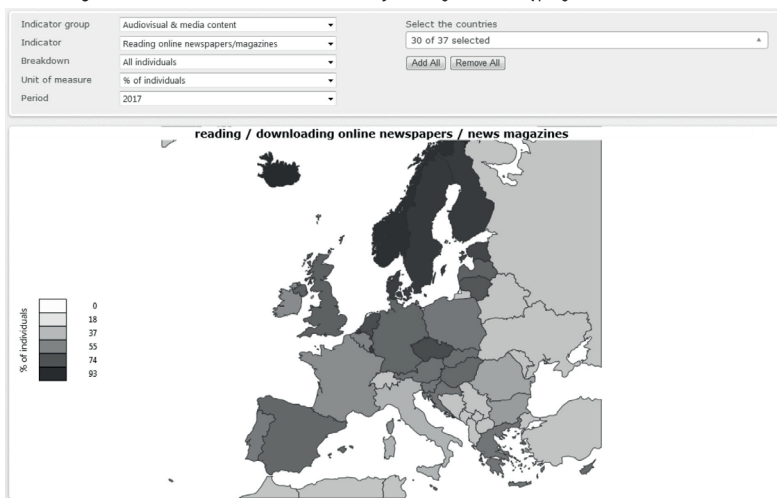 Indicator group
Audiovisual & media content
Select the countries
Indicator
Reading online newspapers/magazines
30 of 37 selected
Breakdown
All individuals
Add All
Remove All
Unit of measure
% of individuals
Period
2017
reading / downloading online newspapers / news magazines
% of individuals
0
18
37
55
74
93